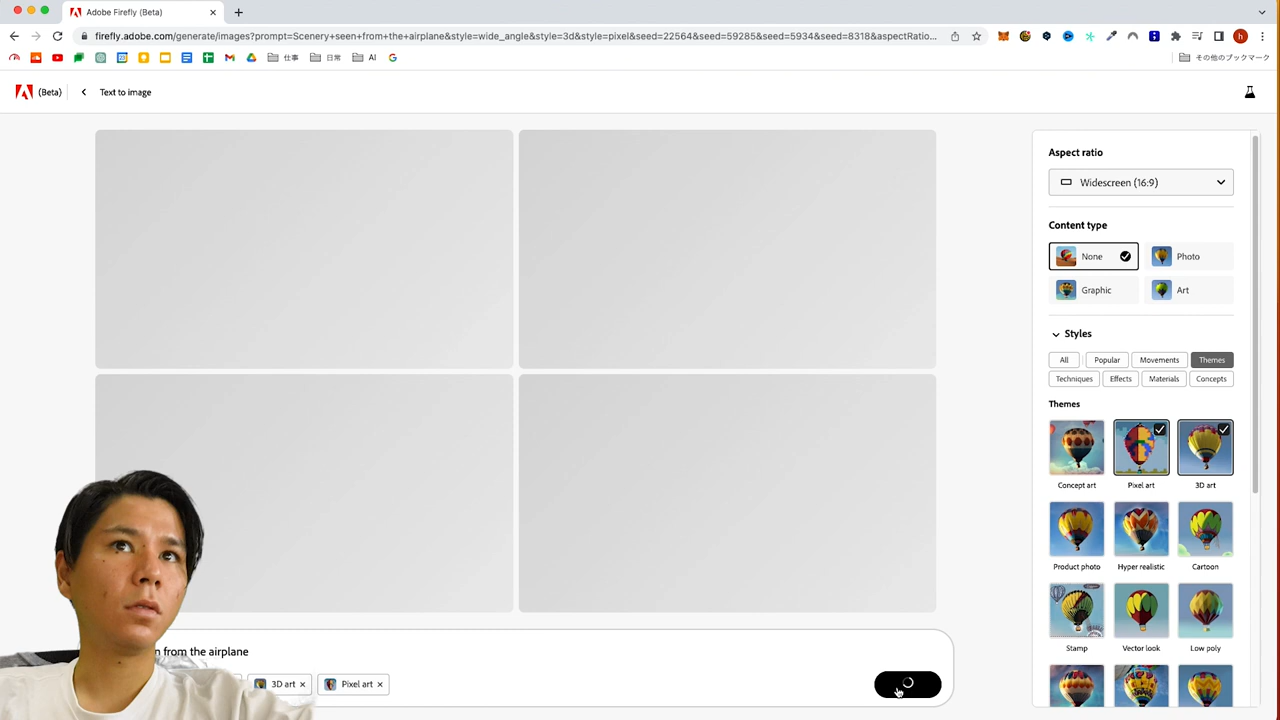 Adobe Firefly (Beta)
firefly.adobe.com/generate/images?prompt=Scenery+seen+from+the+airplane&style=wide_angle&style=3d&style=pixel&seed=22564&seed=59285&seed=5934&seed=8318&aspectRatio...
仕事
日常
AI
その他のブックマーク
(Beta)
Text to image
Aspect ratio
Widescreen (16:9)
Content type
None
Photo
Graphic
Art
Styles
All
Popular
Movements
Themes
Techniques
Effects
Materials
Concepts
Themes
Concept art
Pixel art
3D art
Product photo
Hyper realistic
Cartoon
Stamp
Vector look
Low poly
n from the airplane
3D art
Pixel art